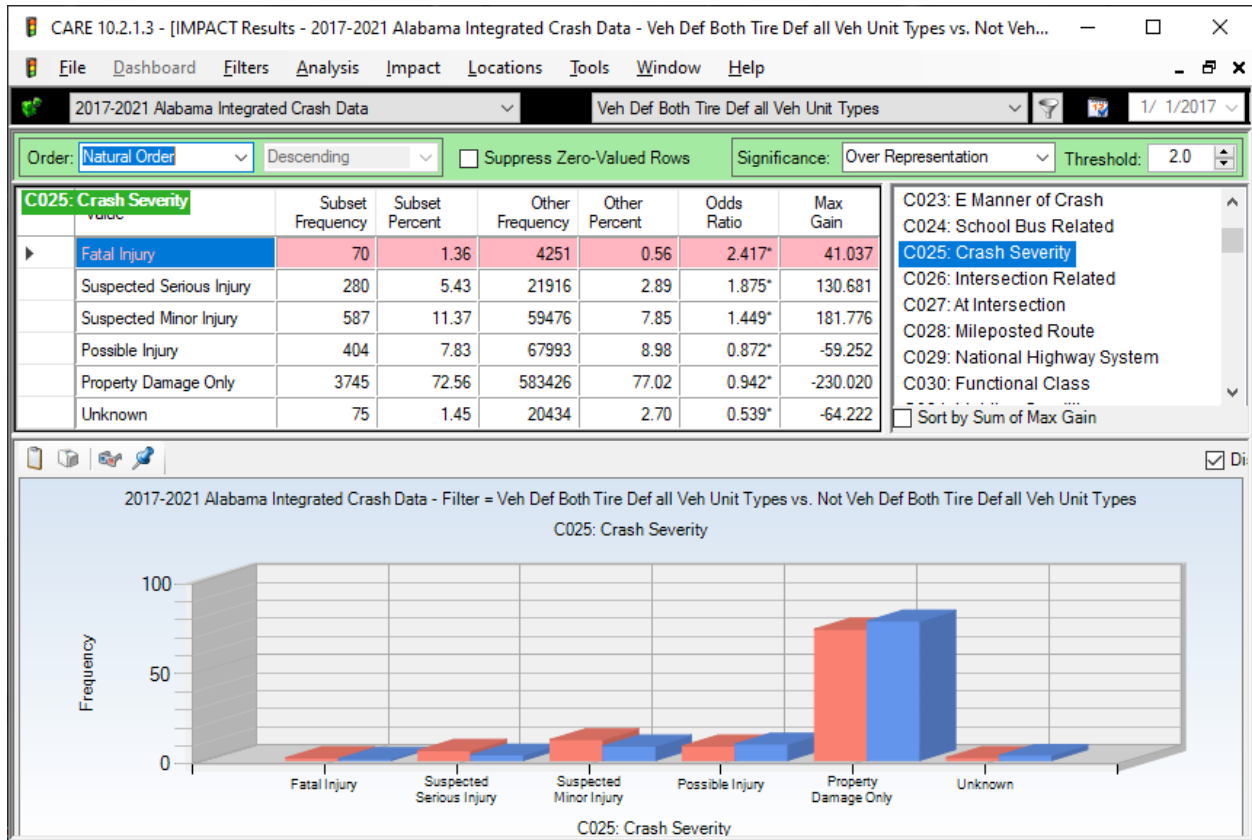 CARE 10.2.1.3 - [IMPACT Results - 2017-2021 Alabama Integrated Crash Data - Veh Def Both Tire Def all Veh Unit Types vs. Not Veh...
File Dashboard Filters Analysis Impact Locations Tools Window Help
2017-2021 Alabama Integrated Crash Data Veh Def Both Tire Def all Veh Unit Types 1/ 1/2017
Order: Natural Order Descending Suppress Zero-Valued Rows Significance: Over Representation Threshold: 2.0
C025: Crash Severity Subset Frequency Subset Percent Other Frequency Other Percent Odds Ratio Max Gain
Fatal Injury 70 1.36 4251 0.56 2.417* 41.037
Suspected Serious Injury 280 5.43 21916 2.89 1.875* 130.681
Suspected Minor Injury 587 11.37 59476 7.85 1.449* 181.776
Possible Injury 404 7.83 67993 8.98 0.872* -59.252
Property Damage Only 3745 72.56 583426 77.02 0.942* -230.020
Unknown 75 1.45 20434 2.70 0.539* -64.222
C023: E Manner of Crash
C024: School Bus Related
C025: Crash Severity
C026: Intersection Related
C027: At Intersection
C028: Mileposted Route
C029: National Highway System
C030: Functional Class
Sort by Sum of Max Gain
Di
2017-2021 Alabama Integrated Crash Data - Filter = Veh Def Both Tire Def all Veh Unit Types vs. Not Veh Def Both Tire Def all Veh Unit Types
C025: Crash Severity
100
50
0
Frequency
Fatal Injury
Suspected
Serious Injury
Suspected
Minor Injury
Possible Injury
Property
Damage Only
Unknown
C025: Crash Severity